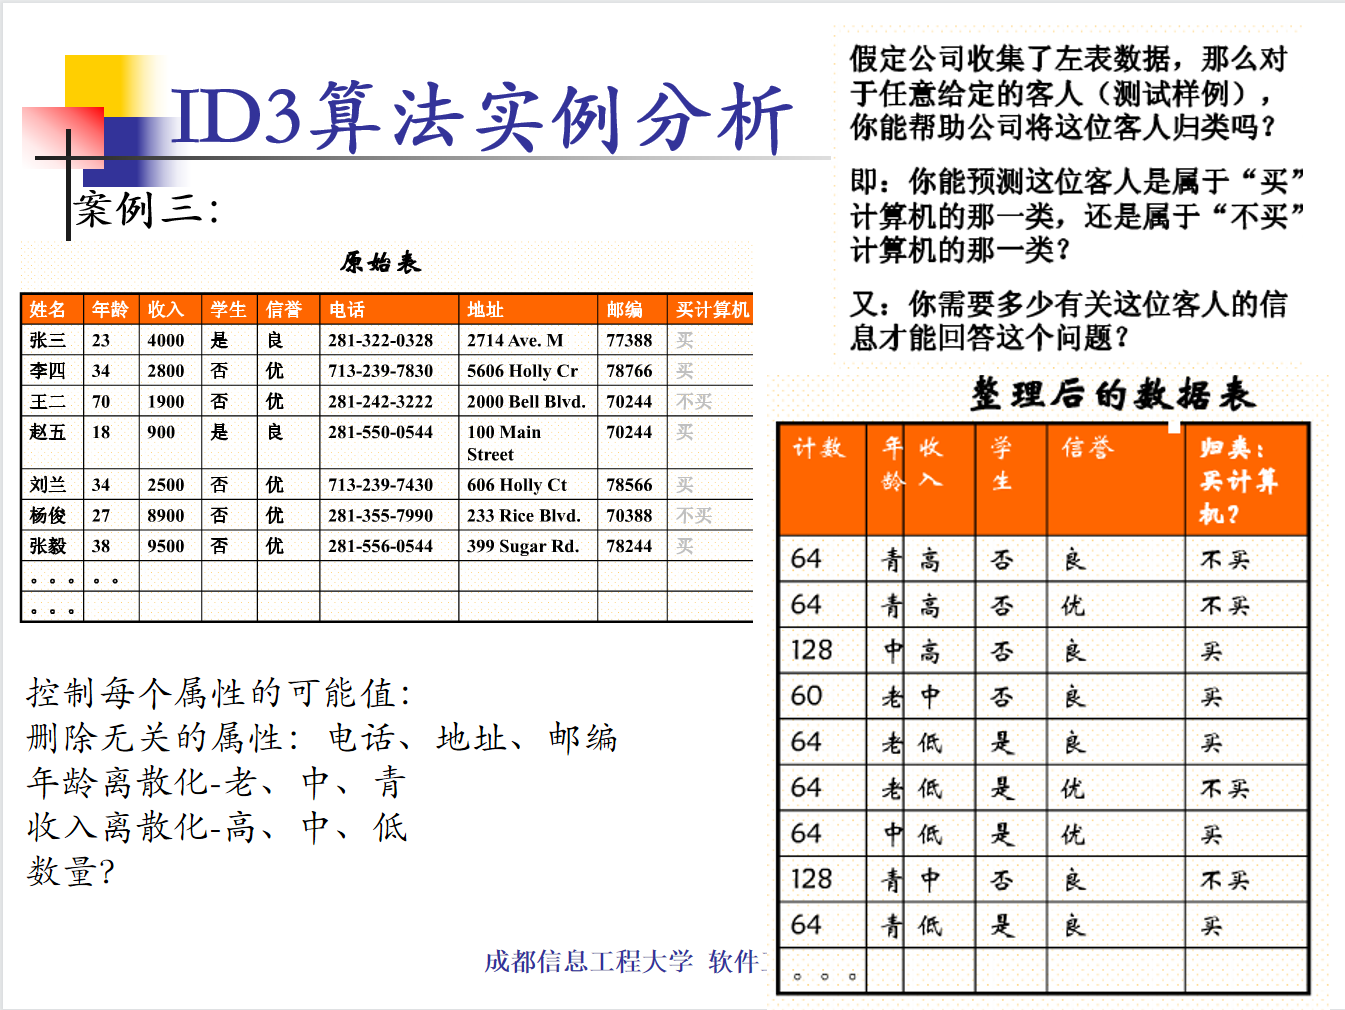 ID3算法实例分析
案例三：
原始表
姓名 年龄 收入 学生 信誉 电话 地址 邮编 买计算机
张三 23 4000 是 良 281-322-0328 2714 Ave. M 77388 买
李四 34 2800 否 优 713-239-7830 5606 Holly Cr 78766 买
王二 70 1900 否 优 281-242-3222 2000 Bell Blvd. 70244 不买
赵五 18 900 是 良 281-550-0544 100 Main 70244 买
Street
刘兰 34 2500 否 优 713-239-7430 606 Holly Ct 78566 买
杨俊 27 8900 否 优 281-355-7990 233 Rice Blvd. 70388 不买
张毅 38 9500 否 优 281-556-0544 399 Sugar Rd. 78244 买
。。。 。。
。。。
控制每个属性的可能值：
删除无关的属性：电话、地址、邮编
年龄离散化-老、中、青
收入离散化-高、中、低
数量？
假定公司收集了左表数据，那么对
于任意给定的客人（测试样例），
你能帮助公司将这位客人归类吗？
即：你能预测这位客人是属于“买”
计算机的那一类，还是属于“不买”
计算机的那一类？
又：你需要多少有关这位客人的信
息才能回答这个问题？
整理后的数据表
计数 年 收 学 信誉 归类：
龄 入 生 买计算
机？
64 青 高 否 良 不买
64 青 高 否 优 不买
128 中 高 否 良 买
60 老 中 否 良 买
64 老 低 是 良 买
64 老 低 是 优 不买
64 中 低 是 优 买
128 青 中 否 良 不买
64 青 低 是 良 买
。。。
成都信息工程大学 软件